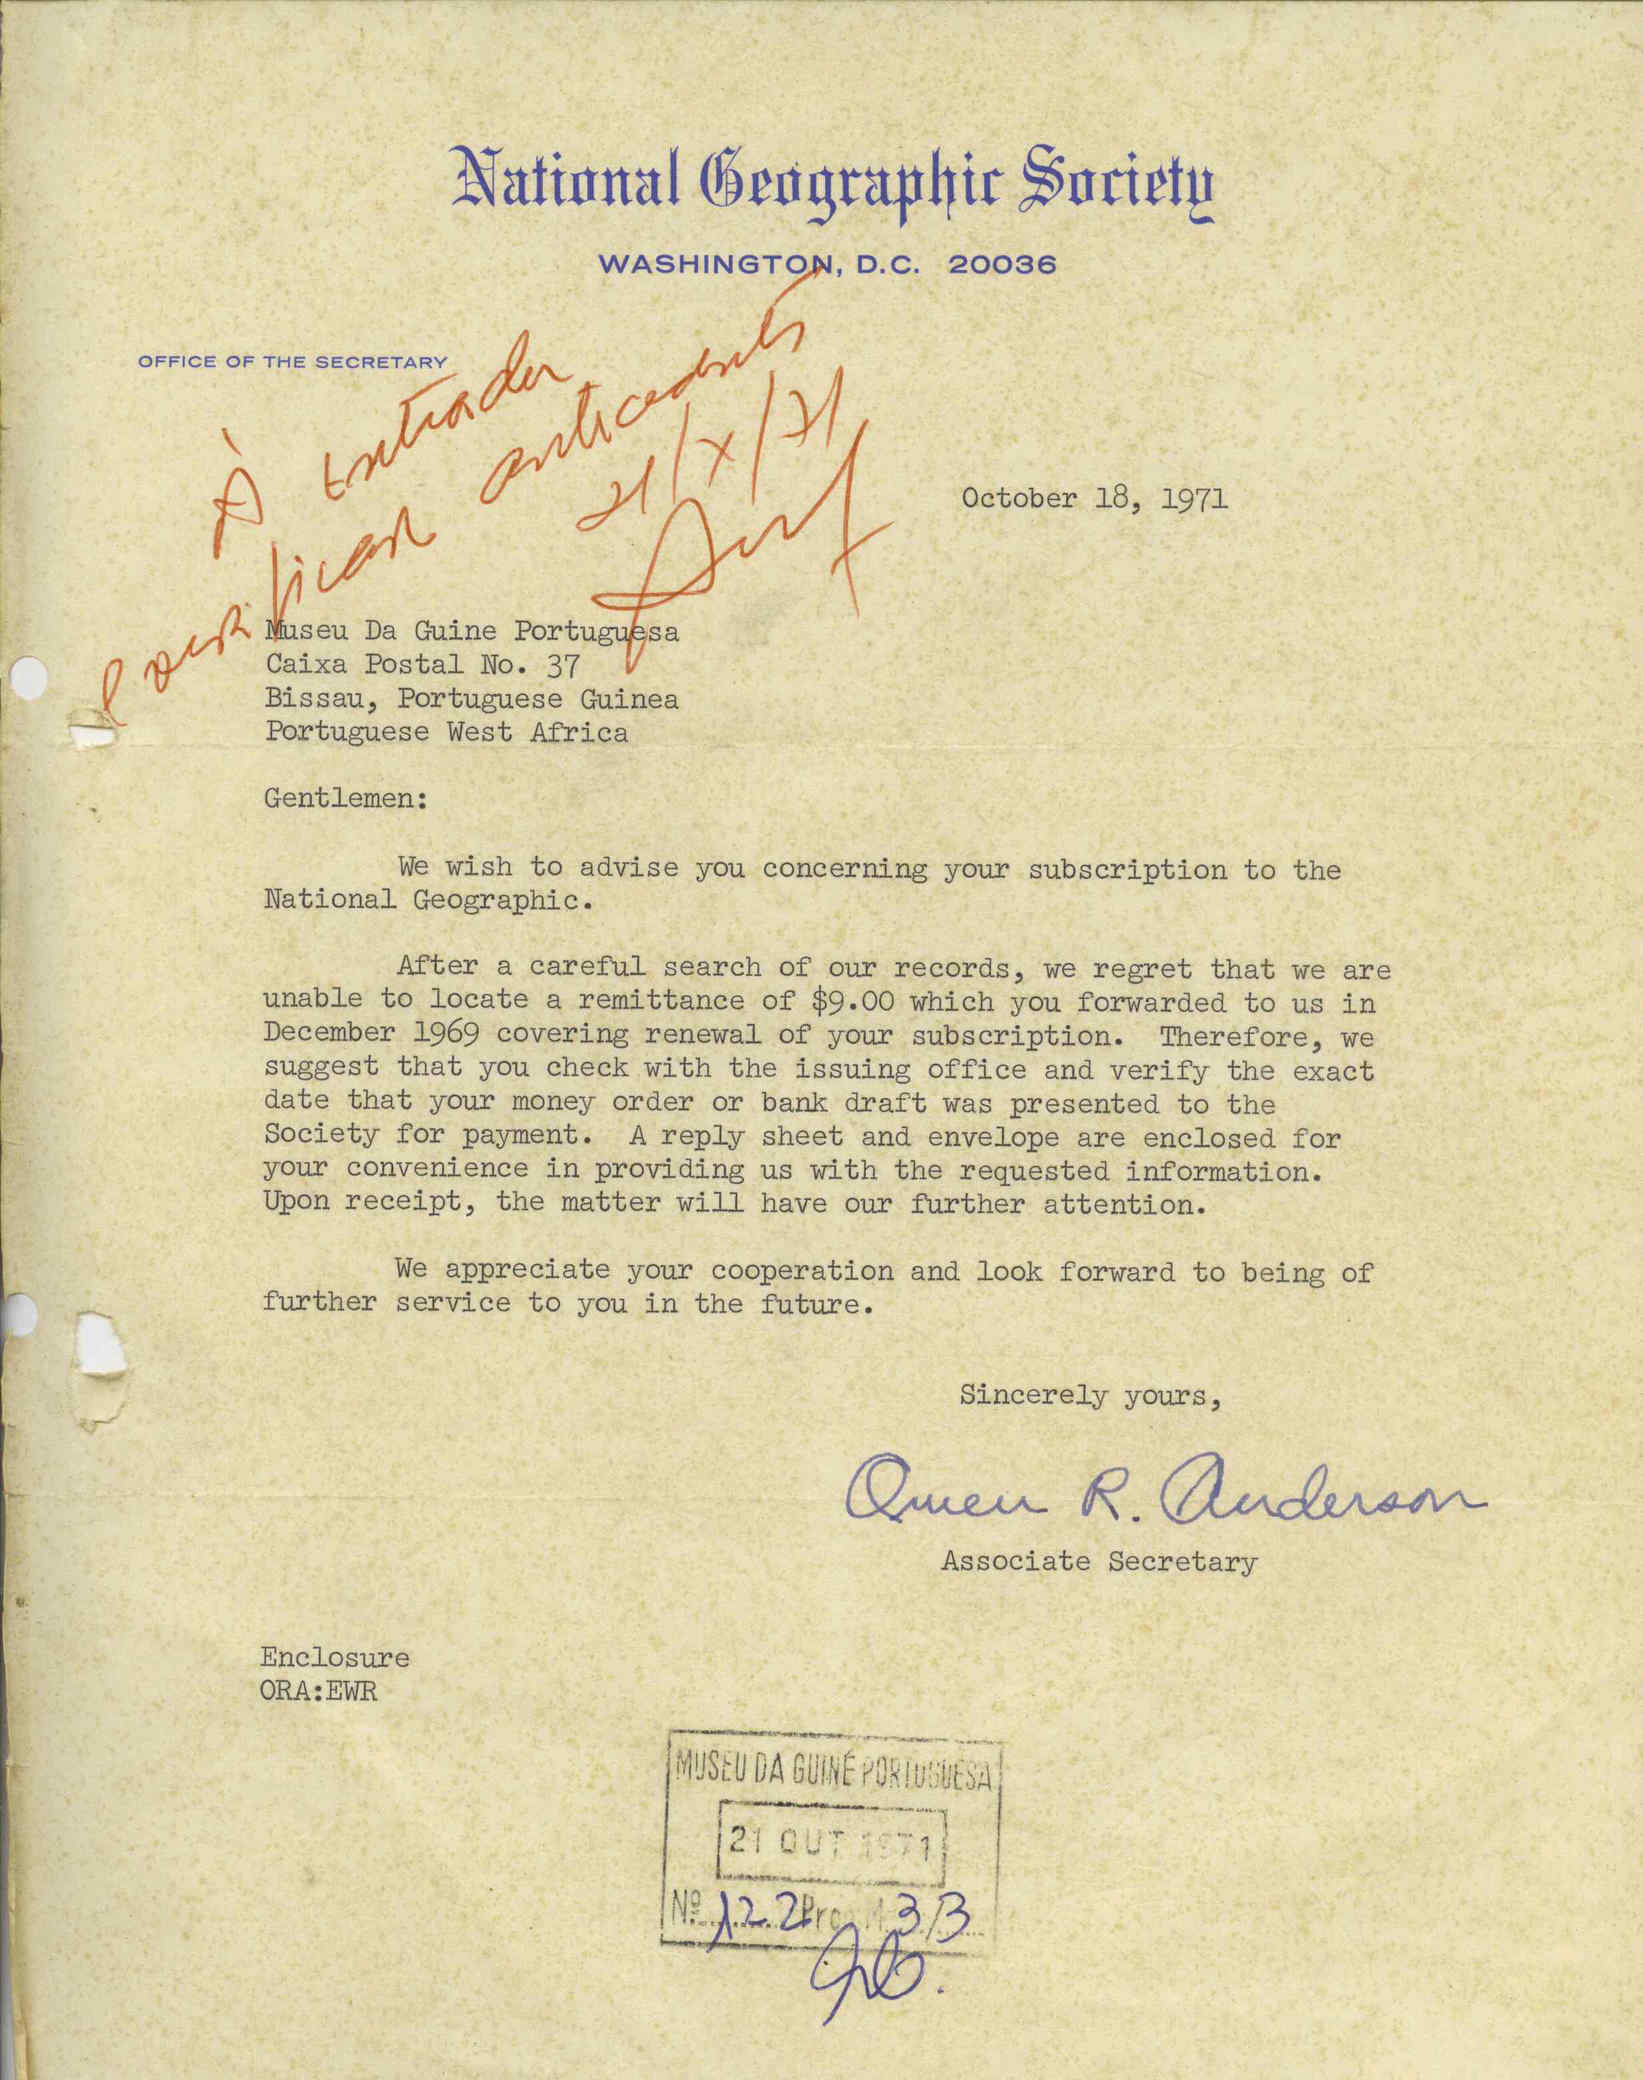 National Geographic Society
WASHINGTON, D.C. 20036
OFFICE OF THE SECRETARY
À entrada
e verificar antecedentes
21/X/71
October 18, 1971
Museu Da Guine Portuguesa
Caixa Postal No. 37
Bissau, Portuguese Guinea
Portuguese West Africa
Gentlemen:
We wish to advise you concerning your subscription to the
National Geographic.
After a careful search of our records, we regret that we are
unable to locate a remittance of $9.00 which you forwarded to us in
December 1969 covering renewal of your subscription. Therefore, we
suggest that you check with the issuing office and verify the exact
date that your money order or bank draft was presented to the
Society for payment. A reply sheet and envelope are enclosed for
your convenience in providing us with the requested information.
Upon receipt, the matter will have our further attention.
We appreciate your cooperation and look forward to being of
further service to you in the future.
Sincerely yours,
Owen R. Anderson
Associate Secretary
Enclosure
ORA:EWR
MUSEU DA GUINÉ PORTUGUESA
21 OUT 1971
Nº 122 Proc.